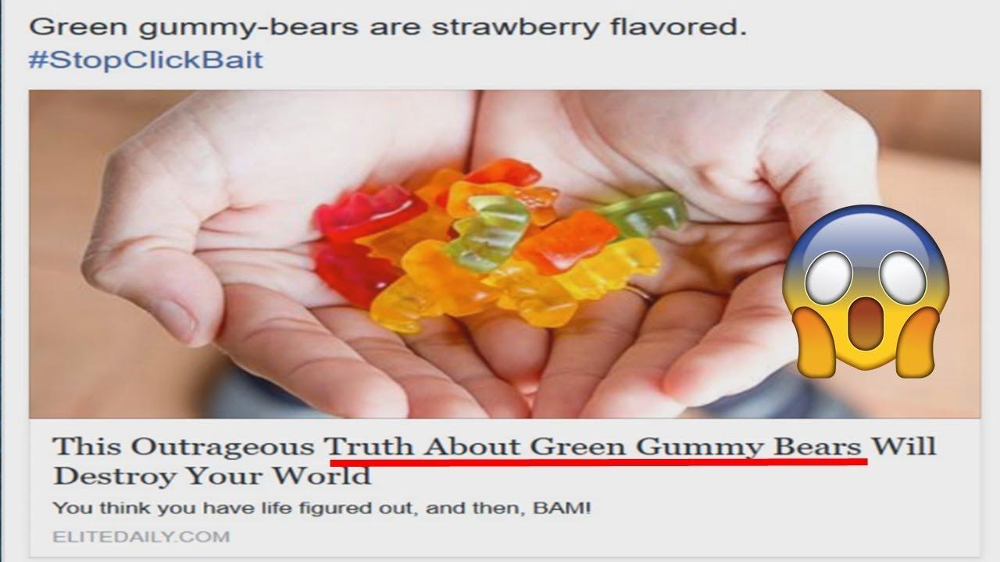 Green gummy-bears are strawberry flavored.
#StopClickBait
This Outrageous Truth About Green Gummy Bears Will
Destroy Your World
You think you have life figured out, and then, BAM!
ELITEDAILY.COM